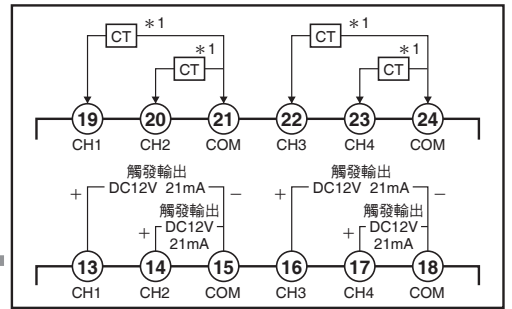 *1 *1
CT CT
*1 *1
CT CT
19 20 21 22 23 24
CH1 CH2 COM CH3 CH4 COM
觸發輸出 觸發輸出
+ DC12V 21mA − + DC12V 21mA −
觸發輸出 觸發輸出
+ DC12V + DC12V
21mA 21mA
13 14 15 16 17 18
CH1 CH2 COM CH3 CH4 COM